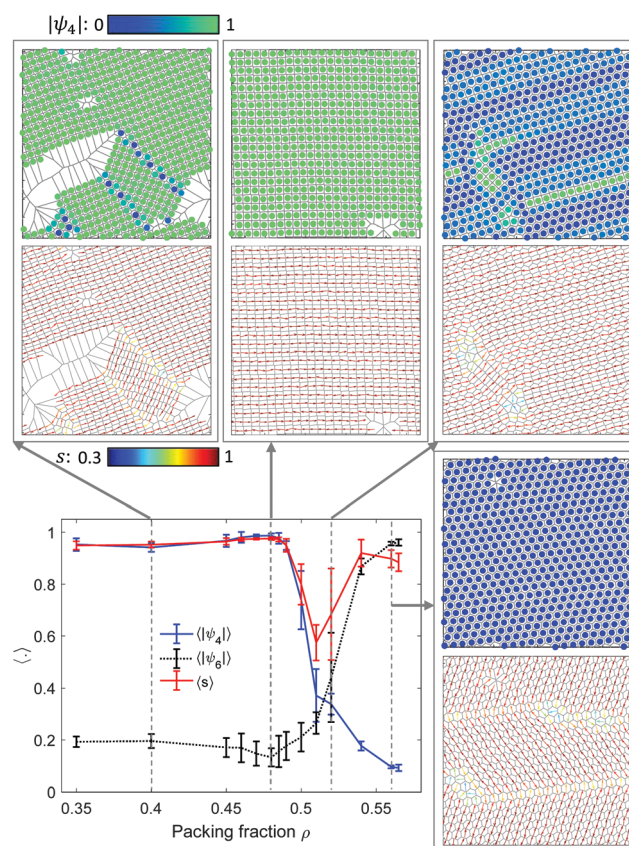 |ψ₄|: 0 1
s: 0.3 1
1
0.8
0.6
0.4
0.2
0
⟨.⟩
⟨|ψ₄|⟩
⟨|ψ₆|⟩
⟨s⟩
0.35 0.4 0.45 0.5 0.55
Packing fraction ρ